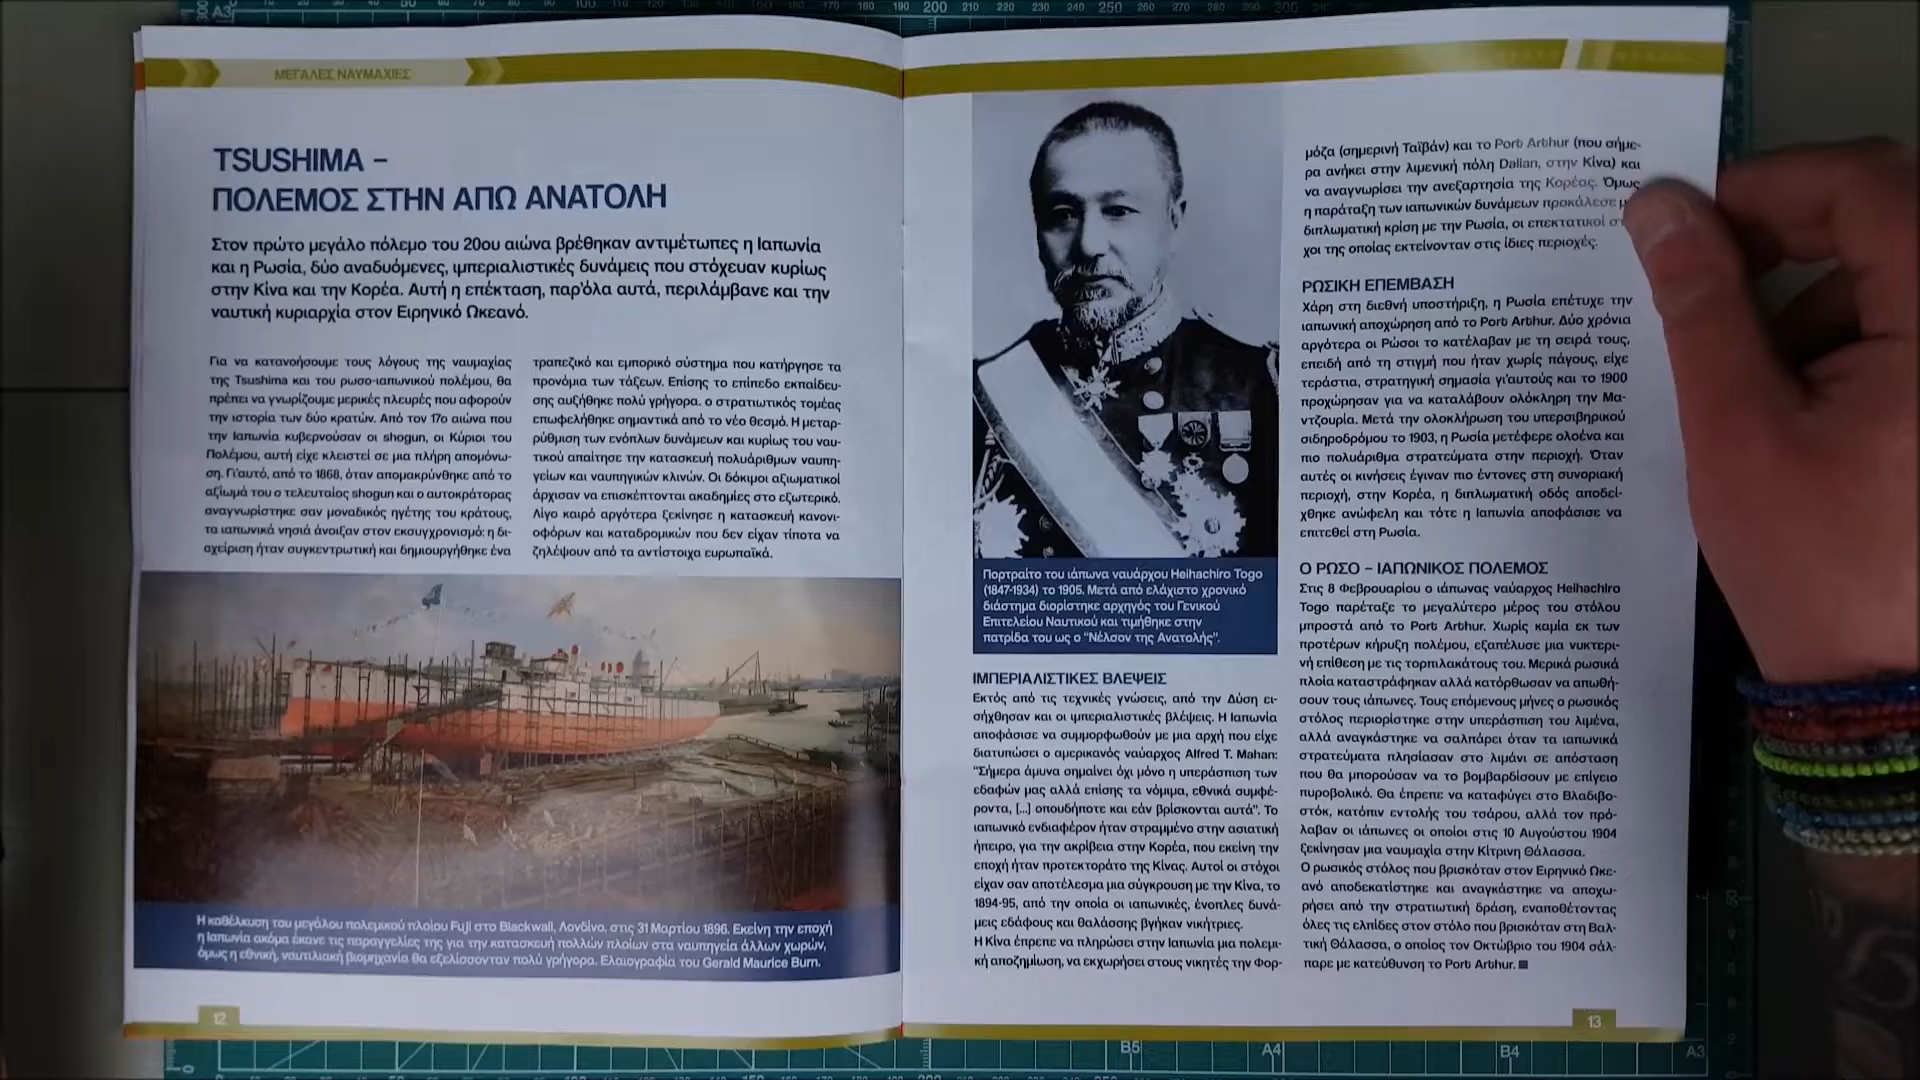 ΜΕΓΑΛΕΣ ΝΑΥΜΑΧΙΕΣ
TSUSHIMA –
ΠΟΛΕΜΟΣ ΣΤΗΝ ΑΠΩ ΑΝΑΤΟΛΗ
Στον πρώτο μεγάλο πόλεμο του 20ου αιώνα βρέθηκαν αντιμέτωπες η Ιαπωνία
και η Ρωσία, δύο αναδυόμενες, ιμπεριαλιστικές δυνάμεις που στόχευαν κυρίως
στην Κίνα και την Κορέα. Αυτή η επέκταση, παρ'όλα αυτά, περιλάμβανε και την
ναυτική κυριαρχία στον Ειρηνικό Ωκεανό.
Για να κατανοήσουμε τους λόγους της ναυμαχίας
της Tsushima και του ρωσο-ιαπωνικού πολέμου, θα
πρέπει να γνωρίζουμε μερικές πλευρές που αφορούν
την ιστορία των δύο κρατών. Από τον 17ο αιώνα που
την Ιαπωνία κυβερνούσαν οι shogun, οι Κύριοι του
Πολέμου, αυτή είχε κλειστεί σε μια πλήρη απομόνω-
ση. Γι'αυτό, από το 1868, όταν απομακρύνθηκε από το
αξίωμά του ο τελευταίος shogun και ο αυτοκράτορας
αναγνωρίστηκε σαν μοναδικός ηγέτης του κράτους,
τα ιαπωνικά νησιά άνοιξαν στον εκσυγχρονισμό: η δι-
αχείριση ήταν συγκεντρωτική και δημιουργήθηκε ένα
τραπεζικό και εμπορικό σύστημα που κατήργησε τα
προνόμια των τάξεων. Επίσης το επίπεδο εκπαίδευ-
σης αυξήθηκε πολύ γρήγορα. ο στρατιωτικός τομέας
επωφελήθηκε σημαντικά από το νέο θεσμό. Η μεταρ-
ρύθμιση των ενόπλων δυνάμεων και κυρίως του ναυ-
τικού απαίτησε την κατασκευή πολυάριθμων ναυπη-
γείων και ναυπηγικών κλινών. Οι δόκιμοι αξιωματικοί
άρχισαν να επισκέπτονται ακαδημίες στο εξωτερικό.
Λίγο καιρό αργότερα ξεκίνησε η κατασκευή κανονι-
οφόρων και καταδρομικών που δεν είχαν τίποτα να
ζηλέψουν από τα αντίστοιχα ευρωπαϊκά.
Η καθέλκυση του μεγάλου πολεμικού πλοίου Fuji στο Blackwall, Λονδίνο, στις 31 Μαρτίου 1896. Εκείνη την εποχή
η Ιαπωνία ακόμα έκανε τις παραγγελίες της για την κατασκευή πολλών πλοίων στα ναυπηγεία άλλων χωρών,
όμως η εθνική, ναυτιλιακή βιομηχανία θα εξελίσσονταν πολύ γρήγορα. Ελαιογραφία του Gerald Maurice Burn.
12
Πορτραίτο του ιάπωνα ναυάρχου Heihachiro Togo
(1847-1934) το 1905. Μετά από ελάχιστο χρονικό
διάστημα διορίστηκε αρχηγός του Γενικού
Επιτελείου Ναυτικού και τιμήθηκε στην
πατρίδα του ως ο "Νέλσον της Ανατολής".
ΙΜΠΕΡΙΑΛΙΣΤΙΚΕΣ ΒΛΕΨΕΙΣ
Εκτός από τις τεχνικές γνώσεις, από την Δύση ει-
σήχθησαν και οι ιμπεριαλιστικές βλέψεις. Η Ιαπωνία
αποφάσισε να συμμορφωθούν με μια αρχή που είχε
διατυπώσει ο αμερικανός ναύαρχος Alfred T. Mahan:
"Σήμερα άμυνα σημαίνει όχι μόνο η υπεράσπιση των
εδαφών μας αλλά επίσης τα νόμιμα, εθνικά συμφέ-
ροντα, [...] οπουδήποτε και εάν βρίσκονται αυτά". Το
ιαπωνικό ενδιαφέρον ήταν στραμμένο στην ασιατική
ήπειρο, για την ακρίβεια στην Κορέα, που εκείνη την
εποχή ήταν προτεκτοράτο της Κίνας. Αυτοί οι στόχοι
είχαν σαν αποτέλεσμα μια σύγκρουση με την Κίνα, το
1894-95, από την οποία οι ιαπωνικές, ένοπλες δυνά-
μεις εδάφους και θαλάσσης βγήκαν νικήτριες.
Η Κίνα έπρεπε να πληρώσει στην Ιαπωνία μια πολεμι-
κή αποζημίωση, να εκχωρήσει στους νικητές την Φορ-
μόζα (σημερινή Ταϊβάν) και το Port Arthur (που σήμε-
ρα ανήκει στην λιμενική πόλη Dalian, στην Κίνα) και
να αναγνωρίσει την ανεξαρτησία της Κορέας. Όμως
η παράταξη των ιαπωνικών δυνάμεων προκάλεσε
διπλωματική κρίση με την Ρωσία, οι επεκτατικοί
χοι της οποίας εκτείνονταν στις ίδιες περιοχές.
ΡΩΣΙΚΗ ΕΠΕΜΒΑΣΗ
Χάρη στη διεθνή υποστήριξη, η Ρωσία επέτυχε την
ιαπωνική αποχώρηση από το Port Arthur. Δύο χρόνια
αργότερα οι Ρώσοι το κατέλαβαν με τη σειρά τους,
επειδή από τη στιγμή που ήταν χωρίς πάγους, είχε
τεράστια, στρατηγική σημασία γι'αυτούς και το 1900
προχώρησαν για να καταλάβουν ολόκληρη την Μα-
ντζουρία. Μετά την ολοκλήρωση του υπερσιβηρικού
σιδηροδρόμου το 1903, η Ρωσία μετέφερε ολοένα και
πιο πολυάριθμα στρατεύματα στην περιοχή. Όταν
αυτές οι κινήσεις έγιναν πιο έντονες στη συνοριακή
περιοχή, στην Κορέα, η διπλωματική οδός αποδεί-
χθηκε ανώφελη και τότε η Ιαπωνία αποφάσισε να
επιτεθεί στη Ρωσία.
Ο ΡΩΣΟ – ΙΑΠΩΝΙΚΟΣ ΠΟΛΕΜΟΣ
Στις 8 Φεβρουαρίου ο ιάπωνας ναύαρχος Heihachiro
Togo παρέταξε το μεγαλύτερο μέρος του στόλου
μπροστά από το Port Arthur. Χωρίς καμία εκ των
προτέρων κήρυξη πολέμου, εξαπέλυσε μια νυκτερι-
νή επίθεση με τις τορπιλακάτους του. Μερικά ρωσικά
πλοία καταστράφηκαν αλλά κατόρθωσαν να απωθή-
σουν τους ιάπωνες. Τους επόμενους μήνες ο ρωσικός
στόλος περιορίστηκε στην υπεράσπιση του λιμένα,
αλλά αναγκάστηκε να σαλπάρει όταν τα ιαπωνικά
στρατεύματα πλησίασαν στο λιμάνι σε απόσταση
που θα μπορούσαν να το βομβαρδίσουν με επίγειο
πυροβολικό. Θα έπρεπε να καταφύγει στο Βλαδιβο-
στόκ, κατόπιν εντολής του τσάρου, αλλά τον πρό-
λαβαν οι ιάπωνες οι οποίοι στις 10 Αυγούστου 1904
ξεκίνησαν μια ναυμαχία στην Κίτρινη Θάλασσα.
Ο ρωσικός στόλος που βρισκόταν στον Ειρηνικό Ωκε-
ανό αποδεκατίστηκε και αναγκάστηκε να αποχω-
ρήσει από την στρατιωτική δράση, εναποθέτοντας
όλες τις ελπίδες στον στόλο που βρισκόταν στη Βαλ-
τική Θάλασσα, ο οποίος τον Οκτώβριο του 1904 σάλ-
παρε με κατεύθυνση το Port Arthur.
13
B5
A4
B4
A3